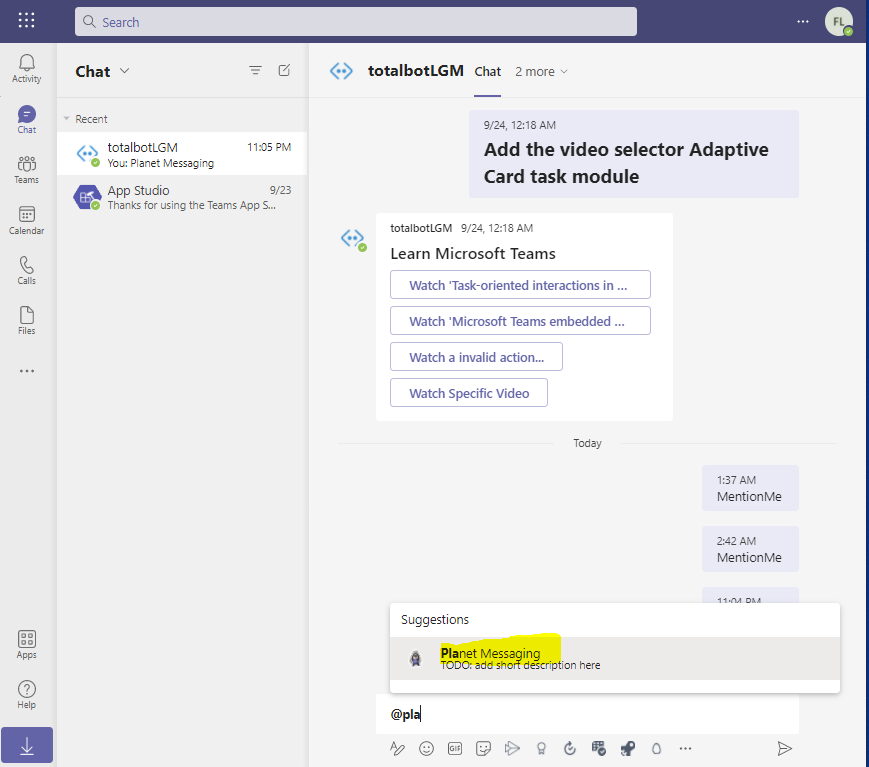 Search
FL
Activity
Chat
Teams
Calendar
Calls
Files
Apps
Help
Chat
Recent
totalbotLGM 11:05 PM
You: Planet Messaging
App Studio 9/23
Thanks for using the Teams App S...
totalbotLGM Chat 2 more
9/24, 12:18 AM
Add the video selector Adaptive
Card task module
totalbotLGM 9/24, 12:18 AM
Learn Microsoft Teams
Watch 'Task-oriented interactions in ...
Watch 'Microsoft Teams embedded ...
Watch a invalid action...
Watch Specific Video
Today
1:37 AM
MentionMe
2:42 AM
MentionMe
11:04 PM
Suggestions
Planet Messaging
TODO: add short description here
@pla
GIF